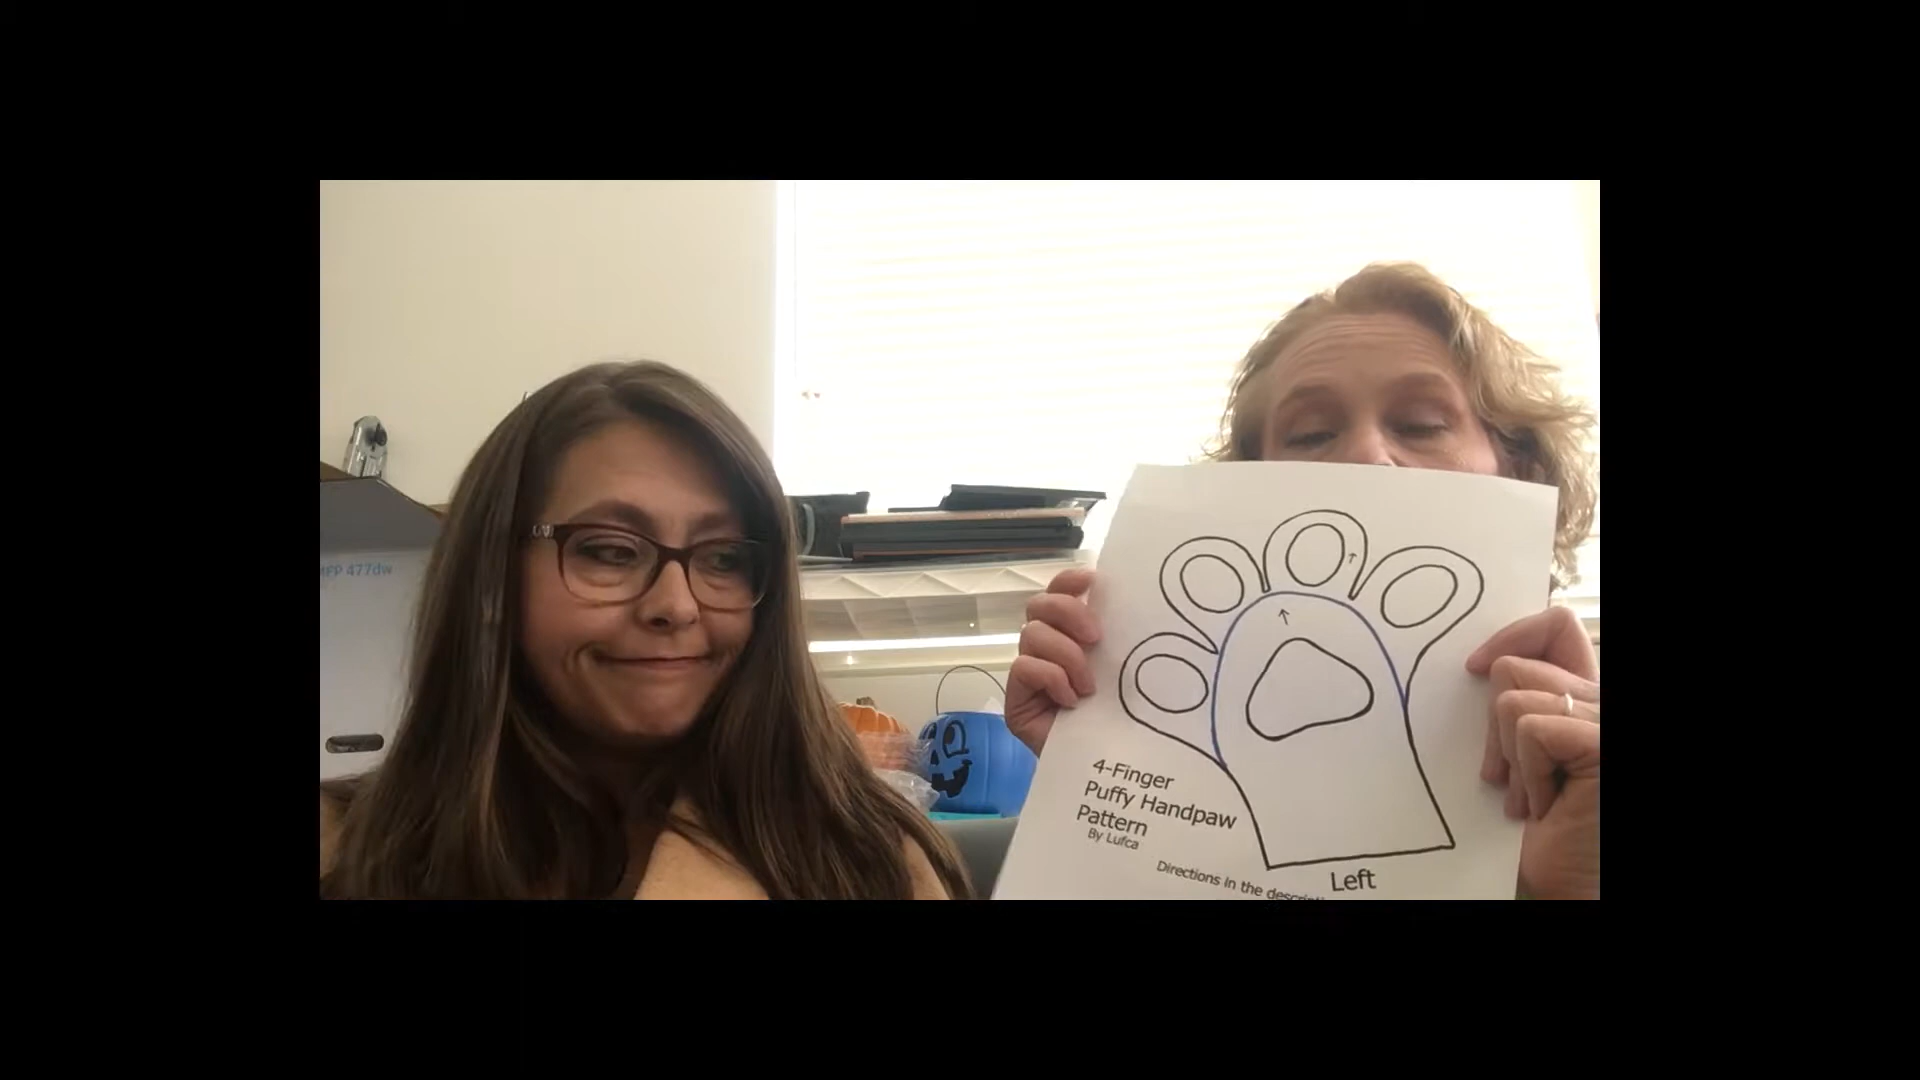 MFP 477dw
4-Finger
Puffy Handpaw
Pattern
By Lufca
Directions in the
Left